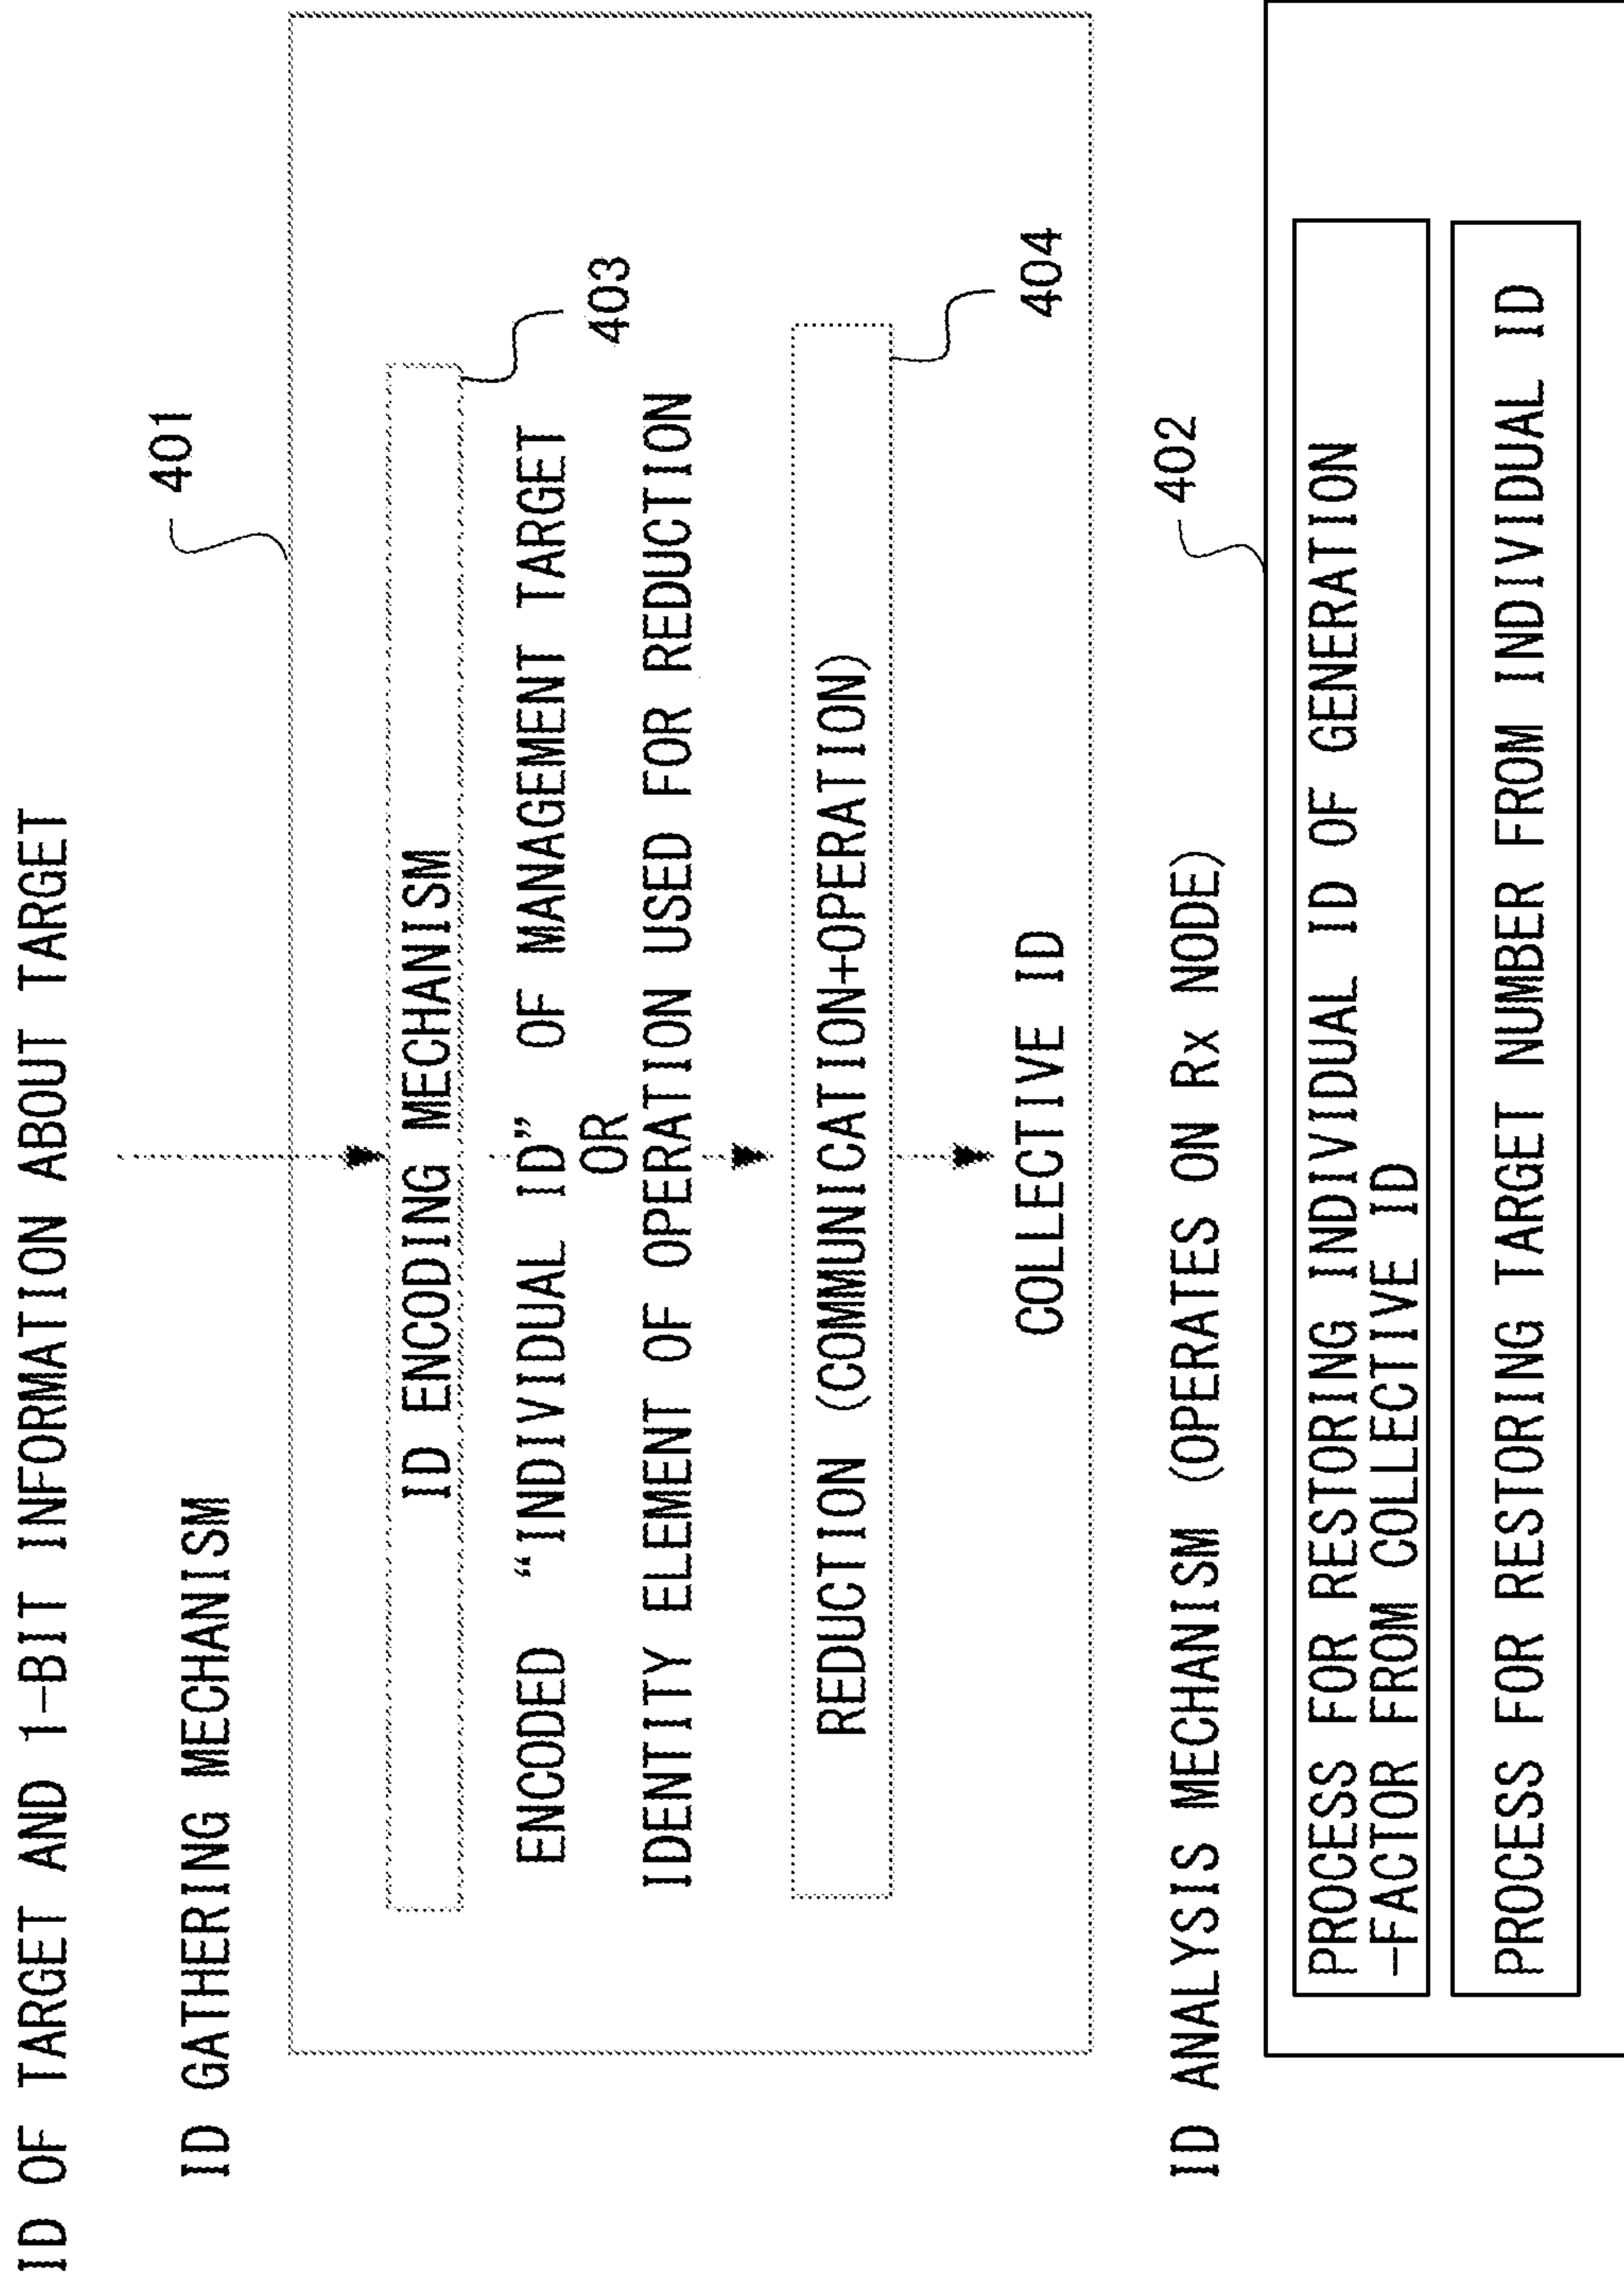 ID OF TARGET AND 1-BIT INFORMATION ABOUT TARGET
401
ID GATHERING MECHANISM
ID ENCODING MECHANISM
403
ENCODED "INDIVIDUAL ID" OF MANAGEMENT TARGET
OR
IDENTITY ELEMENT OF OPERATION USED FOR REDUCTION
REDUCTION (COMMUNICATION+OPERATION)
404
COLLECTIVE ID
402
ID ANALYSIS MECHANISM (OPERATES ON Rx NODE)
PROCESS FOR RESTORING INDIVIDUAL ID OF GENERATION
-FACTOR FROM COLLECTIVE ID
PROCESS FOR RESTORING TARGET NUMBER FROM INDIVIDUAL ID